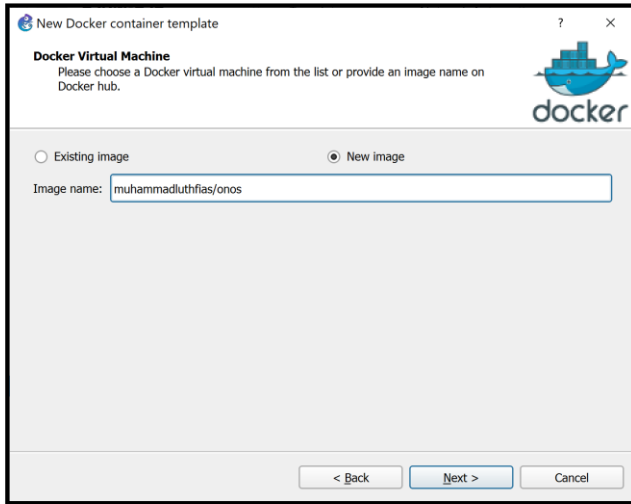 New Docker container template
Docker Virtual Machine
Please choose a Docker virtual machine from the list or provide an image name on
Docker hub.
docker
Existing image
New image
Image name: muhammadluthfias/onos
< Back
Next >
Cancel